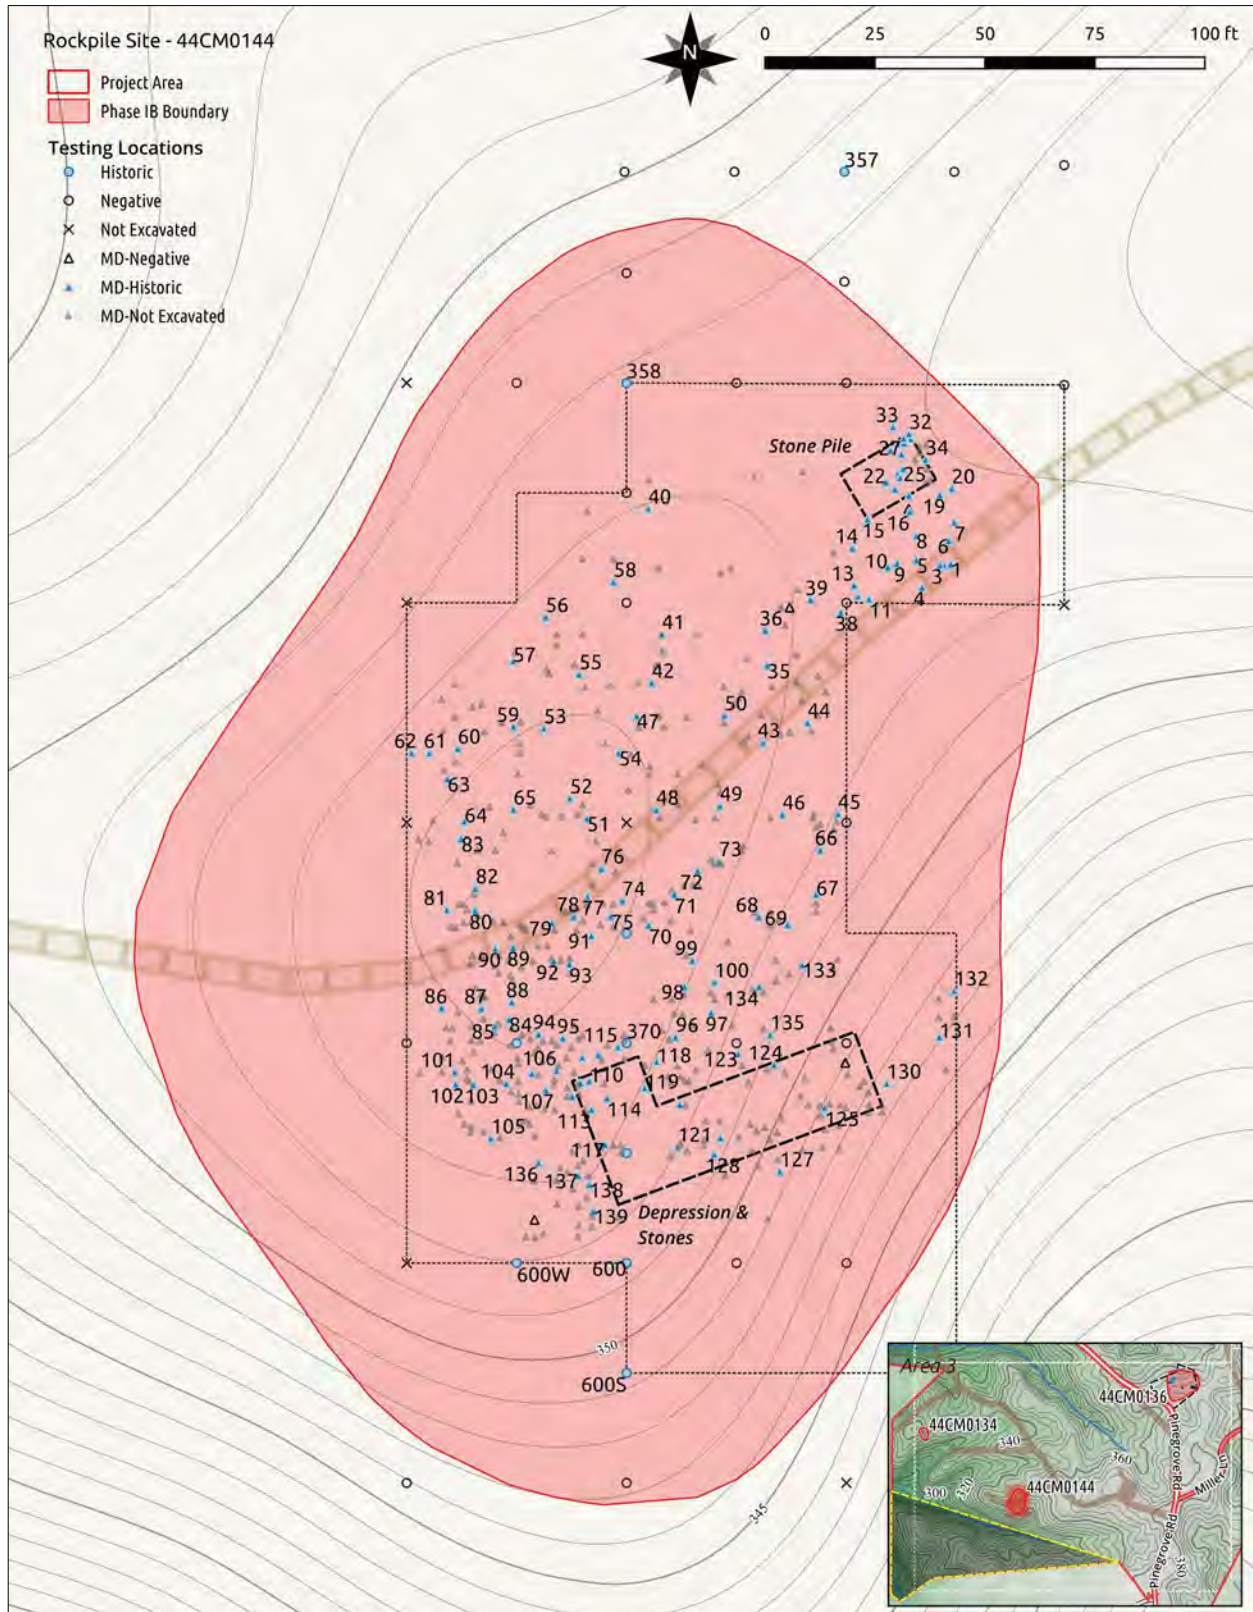 Rockpile Site - 44CM0144
Project Area
Phase IB Boundary
Testing Locations
Historic
Negative
Not Excavated
MD-Negative
MD-Historic
MD-Not Excavated
N
0 25 50 75 100 ft
357
358
33 32
Stone Pile 27 34
22 25 20
40 19
15 16 7
14 8 6
10 9 5 3 1
58 13 4
39 11
56 36 38
41
57 55 42 35
59 53 47 50 44
62 61 60 43
54
63
65 52 48 49 46 45
64 51
83 66
76 73
82 72 67
81 74
80 78 77 75 71 68 69
79 91 70
90 89 92 93 99
100 133
86 87 88 98 134 132
85 84 94 95 115 370 96 97 135 131
101 106 118 123 124
104 110 119 130
102 103 107 114
113 125
105 117 121
136 137 128 127
138
139 Depression &
Stones
600W 600
350
600S
345
Area 3
44CM0136
44CM0134
340
360
Pinegrove Rd
Miller Ln
300 320
44CM0144
Pinegrove Rd
380